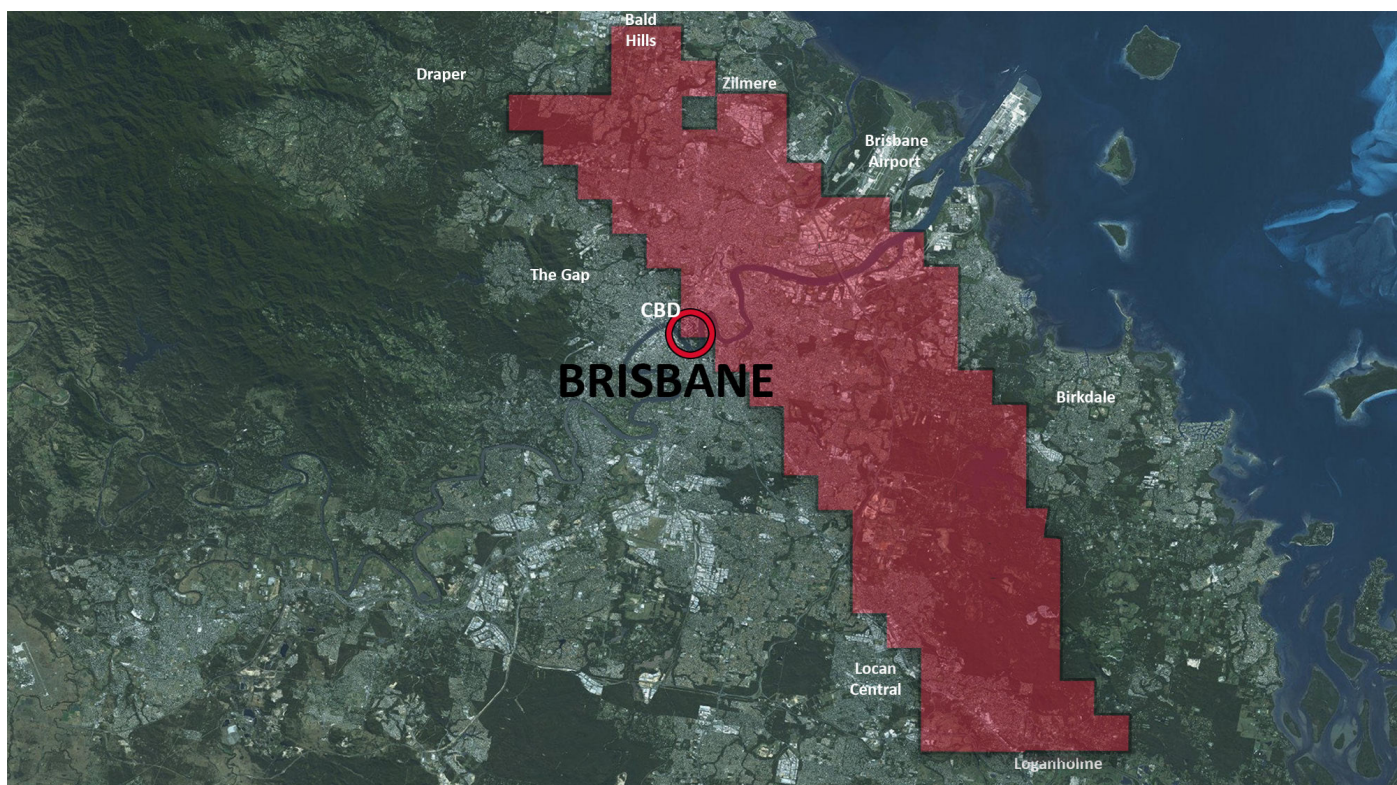 Bald
Hills
Draper
Zilmere
Brisbane
Airport
The Gap
CBD
BRISBANE
Birkdale
Locan
Central
Loganholme